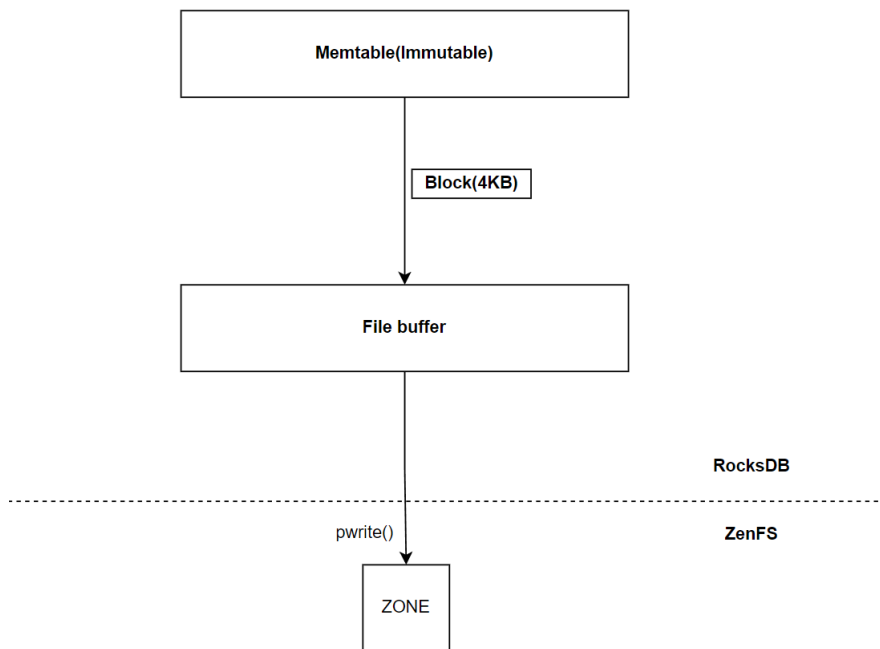 Memtable(Immutable)
Block(4KB)
File buffer
RocksDB
pwrite()
ZenFS
ZONE